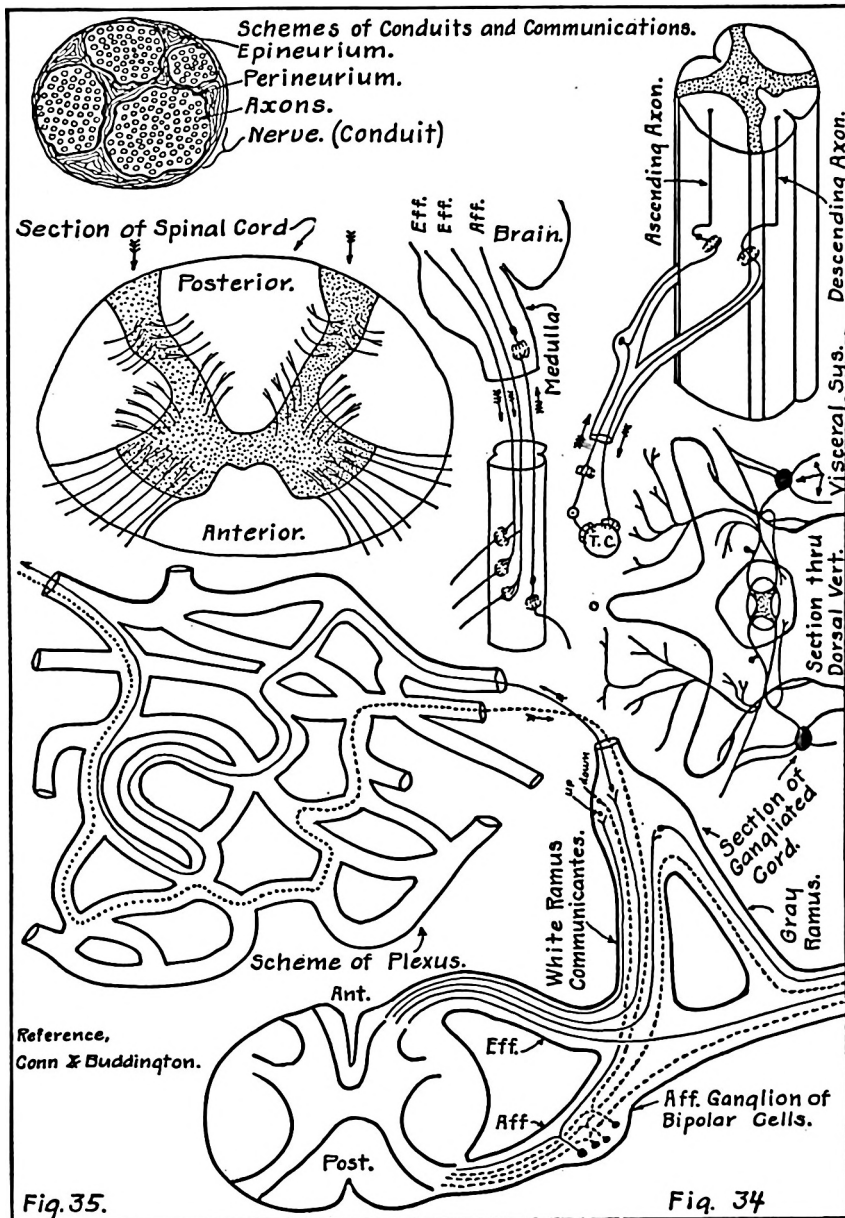 Schemes of Conduits and Communications.
Epineurium.
Perineurium.
Axons.
Nerve. (Conduit)
Section of Spinal Cord
Posterior.
Anterior.
Eff.
Eff.
Aff.
Brain.
Medulla
Ascending Axon.
Descending Axon.
T.C
Visceral Sys.
Section thru
Dorsal Vert.
Section of
Gangliated
Cord.
Gray
Ramus.
up
down
White Ramus
Communicantes.
Scheme of Plexus.
Reference,
Conn & Buddington.
Ant.
Eff.
Aff
Post.
Aff. Ganglion of
Bipolar Cells.
Fig. 35.
Fig. 34